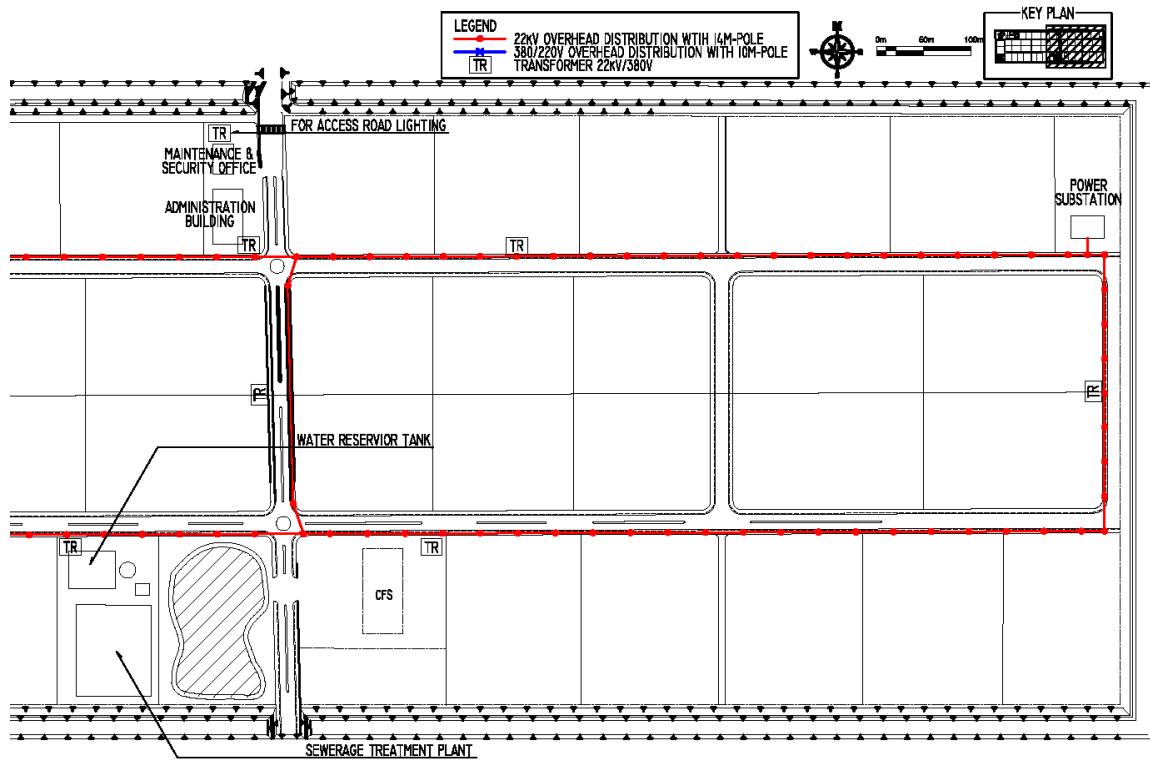 LEGEND
22KV OVERHEAD DISTRIBUTION WTIH 14M-POLE
380/220V OVERHEAD DISTRIBUTION WITH 10M-POLE
TR TRANSFORMER 22KV/380V
N
0m 50m 100m
KEY PLAN
TR FOR ACCESS ROAD LIGHTING
MAINTENANCE &
SECURITY OFFICE
ADMINISTRATION
BUILDING
TR
TR
POWER
SUBSTATION
TR
TR
WATER RESERVIOR TANK
TR
TR
CFS
SEWERAGE TREATMENT PLANT